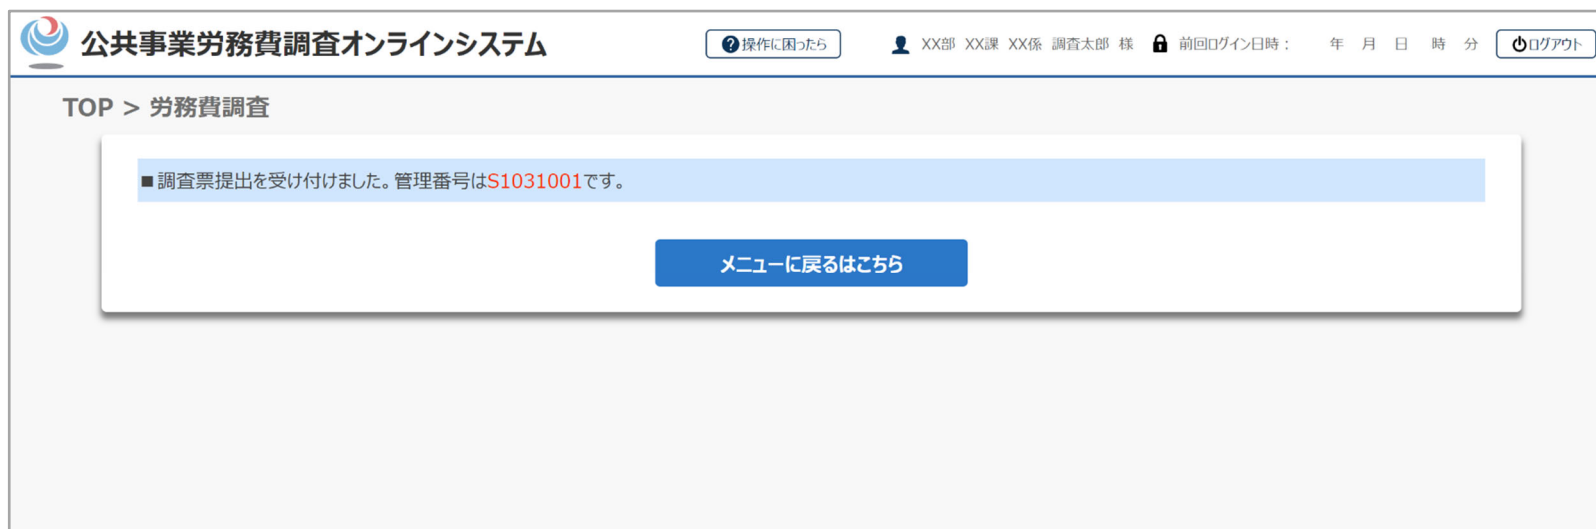 公共事業労務費調査オンラインシステム
?操作に困ったら
XX部 XX課 XX係 調査太郎 様
前回ログイン日時: 年 月 日 時 分
ログアウト
TOP > 労務費調査
■調査票提出を受け付けました。管理番号はS1031001です。
メニューに戻るはこちら